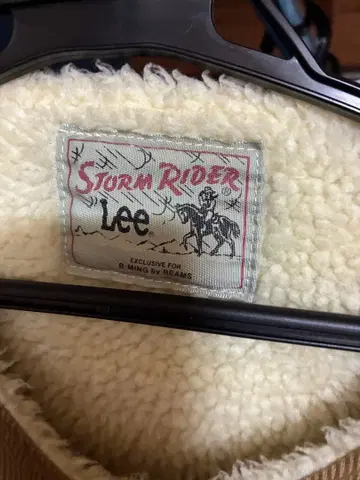 STORM RIDER®
Lee
EXCLUSIVE FOR
B:MING by BEAMS